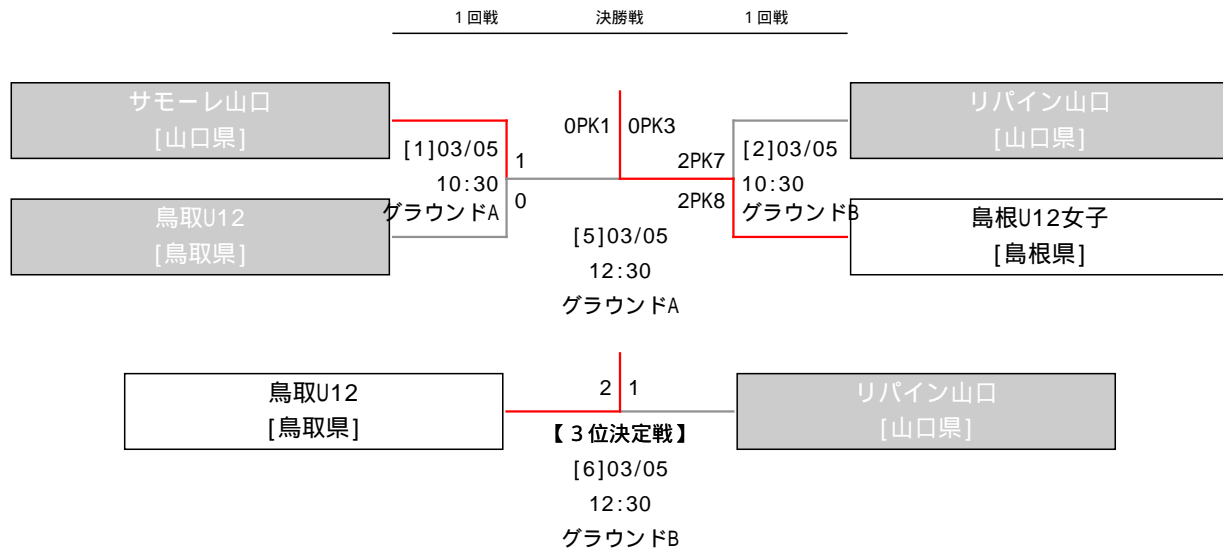 1回戦 決勝戦 1回戦
サモーレ山口
[山口県]
リパイン山口
[山口県]
0PK1 0PK3
[1]03/05
10:30
グラウンドA
1
0
2PK7
2PK8
[2]03/05
10:30
グラウンドB
鳥取U12
[鳥取県]
島根U12女子
[島根県]
[5]03/05
12:30
グラウンドA
鳥取U12
[鳥取県]
2 1
リパイン山口
[山口県]
【3位決定戦】
[6]03/05
12:30
グラウンドB